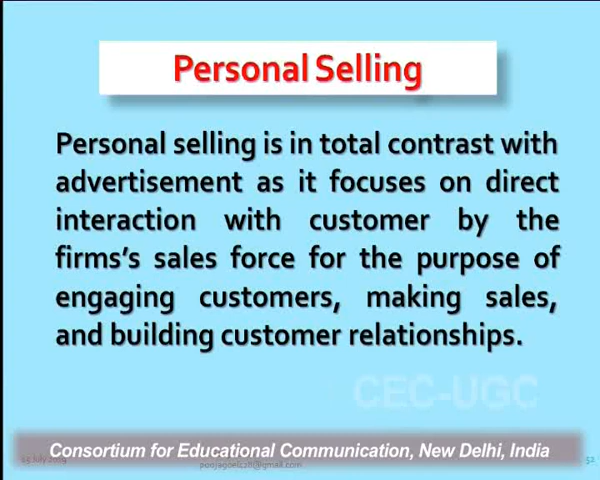 Personal Selling
Personal selling is in total contrast with
advertisement as it focuses on direct
interaction with customer by the
firms's sales force for the purpose of
engaging customers, making sales,
and building customer relationships.
CEC-UGC
Consortium for Educational Communication, New Delhi, India
52